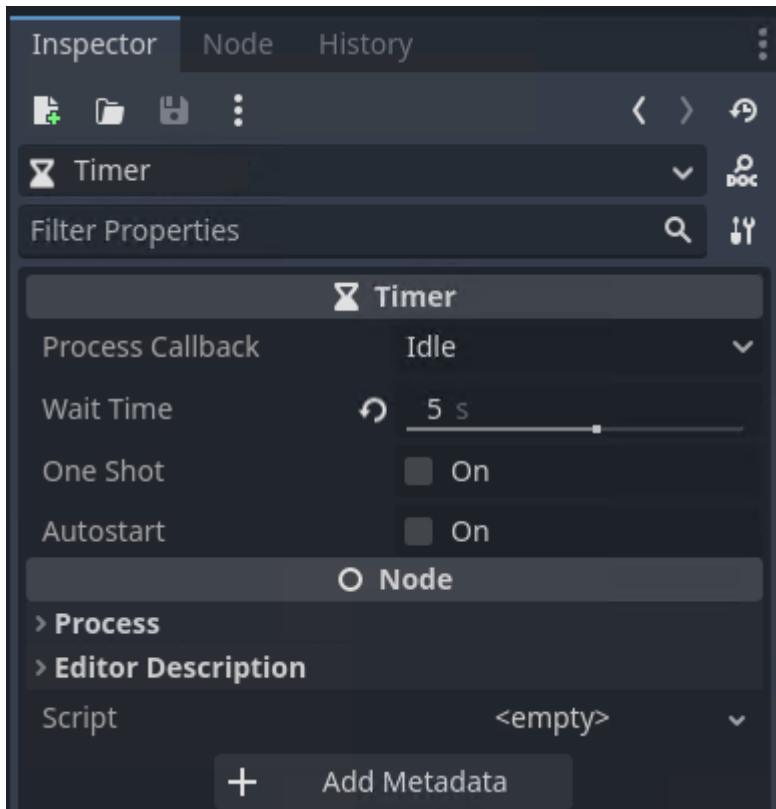 Inspector Node History
Timer
DOC
Filter Properties
Timer
Process Callback Idle
Wait Time 5 s
One Shot On
Autostart On
Node
Process
Editor Description
Script <empty>
Add Metadata